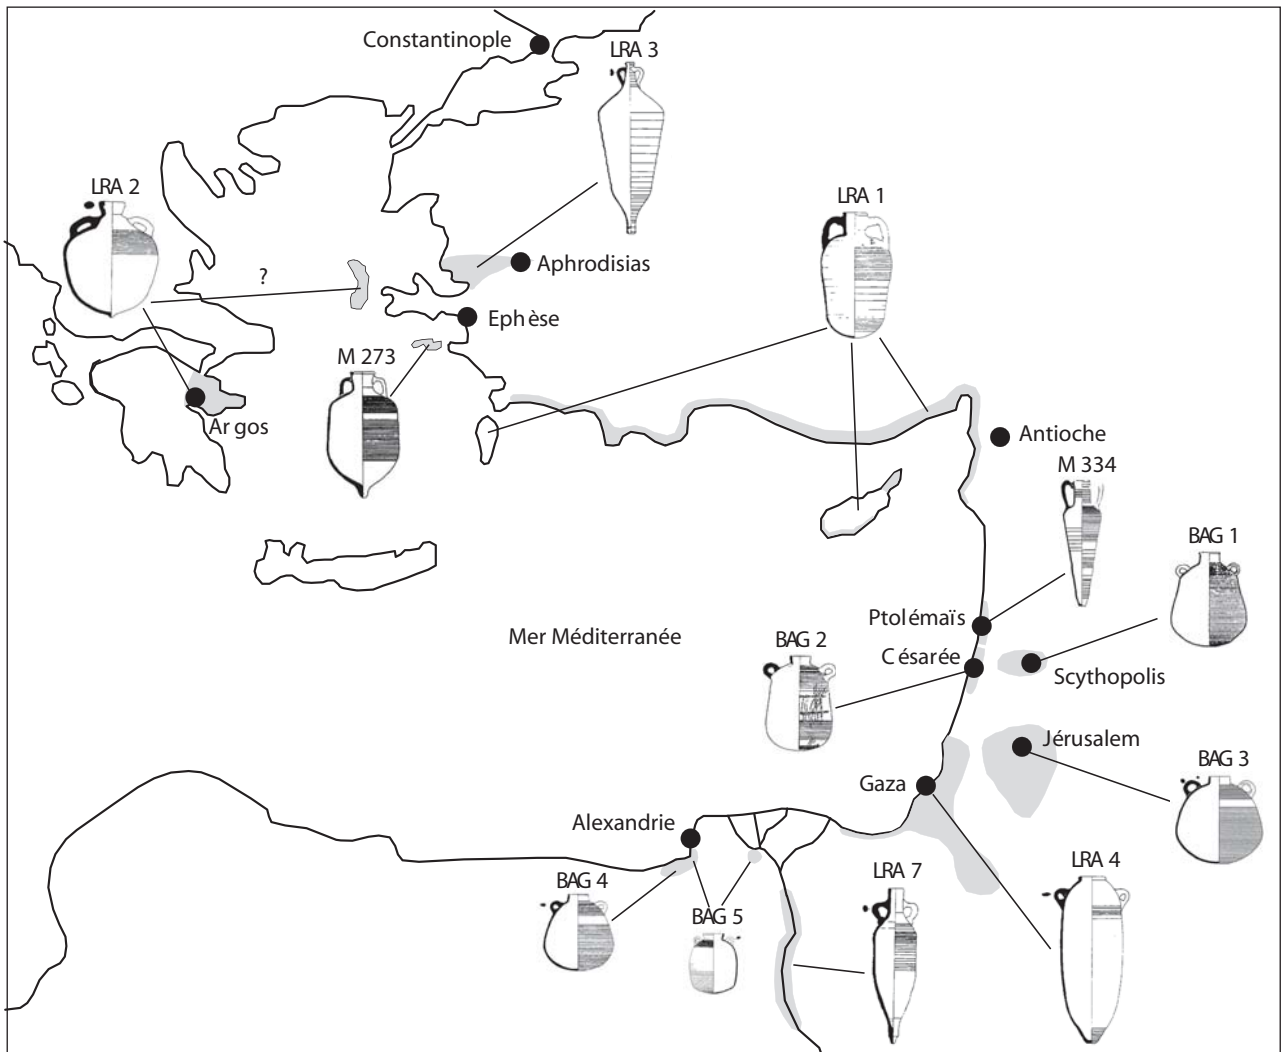 Constantinople
LRA 3
LRA 2
LRA 1
?
Aphrodisias
Ephèse
M 273
Argos
Antioche
M 334
BAG 1
Ptolémaïs
Mer Méditerranée
BAG 2
Césarée
Scythopolis
Jérusalem
BAG 3
Gaza
Alexandrie
BAG 4
BAG 5
LRA 7
LRA 4